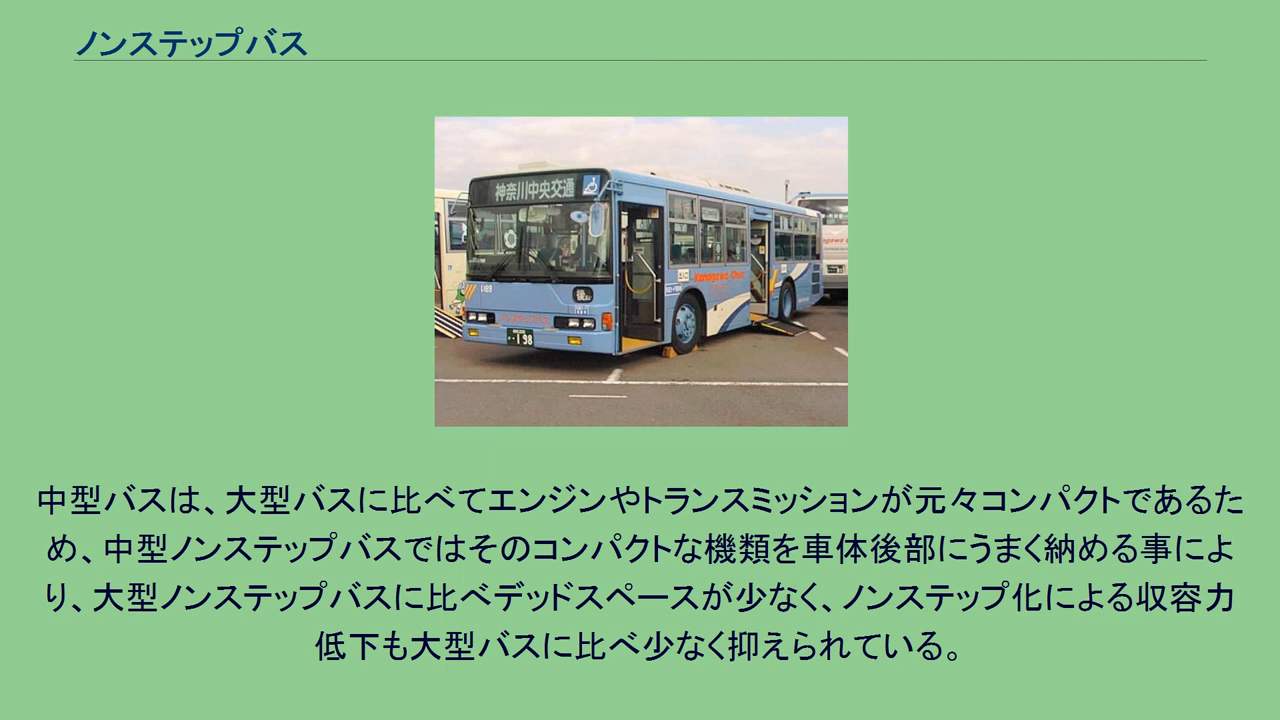 ノンステップバス
神奈川中央交通
Kanagawa Chuo
後
198
中型バスは、大型バスに比べてエンジンやトランスミッションが元々コンパクトであるた
め、中型ノンステップバスではそのコンパクトな機類を車体後部にうまく納める事によ
り、大型ノンステップバスに比べデッドスペースが少なく、ノンステップ化による収容力
低下も大型バスに比べ少なく抑えられている。